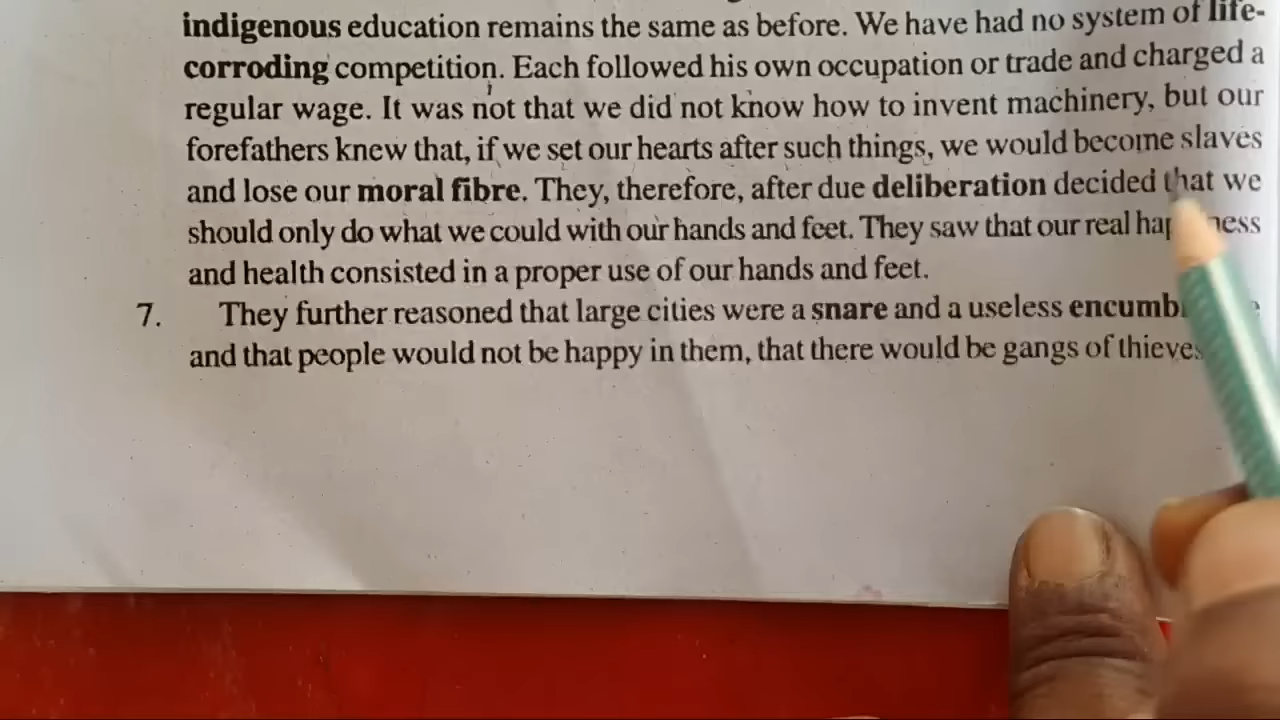 indigenous education remains the same as before. We have had no system of life-
corroding competition. Each followed his own occupation or trade and charged a
regular wage. It was not that we did not know how to invent machinery, but our
forefathers knew that, if we set our hearts after such things, we would become slaves
and lose our moral fibre. They, therefore, after due deliberation decided that we
should only do what we could with our hands and feet. They saw that our real happiness
and health consisted in a proper use of our hands and feet.
7. They further reasoned that large cities were a snare and a useless
and that people would not be happy in them, that there would be gangs of thieves